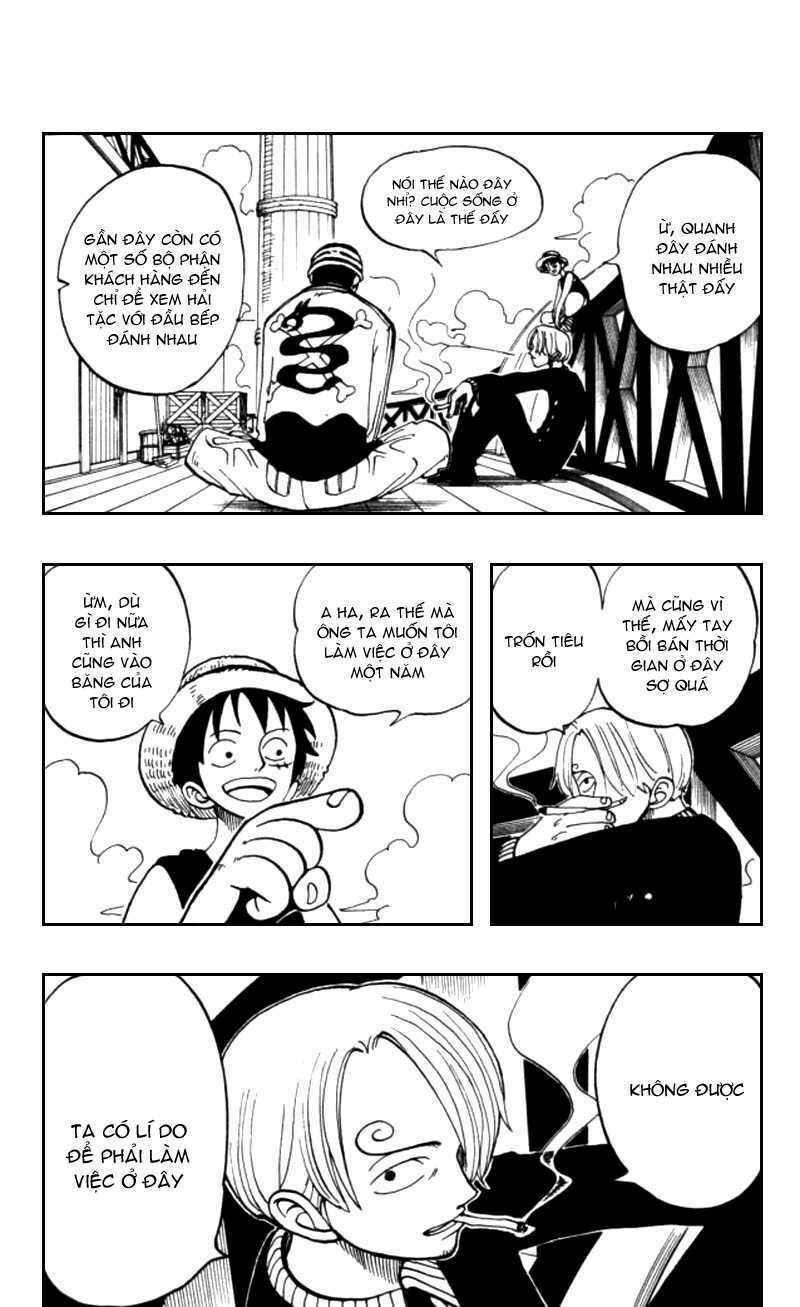 Ừ, QUANH
ĐÂY ĐÁNH
NHAU NHIỀU
THẬT ĐẤY
NÓI THẾ NÀO ĐÂY
NHỈ? CUỘC SỐNG Ở
ĐÂY LÀ THẾ ĐẤY
GẦN ĐÂY CÒN CÓ
MỘT SỐ BỘ PHẬN
KHÁCH HÀNG ĐẾN
CHỈ ĐỂ XEM HẢI
TẶC VỚI ĐẦU BẾP
ĐÁNH NHAU
MÀ CŨNG VÌ
THẾ, MẤY TAY
BỒI BÁN THỜI
GIAN Ở ĐÂY
SỢ QUÁ
TRỐN TIÊU
RỒI
A HA, RA THẾ MÀ
ÔNG TA MUỐN TÔI
LÀM VIỆC Ở ĐÂY
MỘT NĂM
ỪM, DÙ
GÌ ĐI NỮA
THÌ ANH
CŨNG VÀO
BĂNG CỦA
TÔI ĐI
KHÔNG ĐƯỢC
TA CÓ LÍ DO
ĐỂ PHẢI LÀM
VIỆC Ở ĐÂY